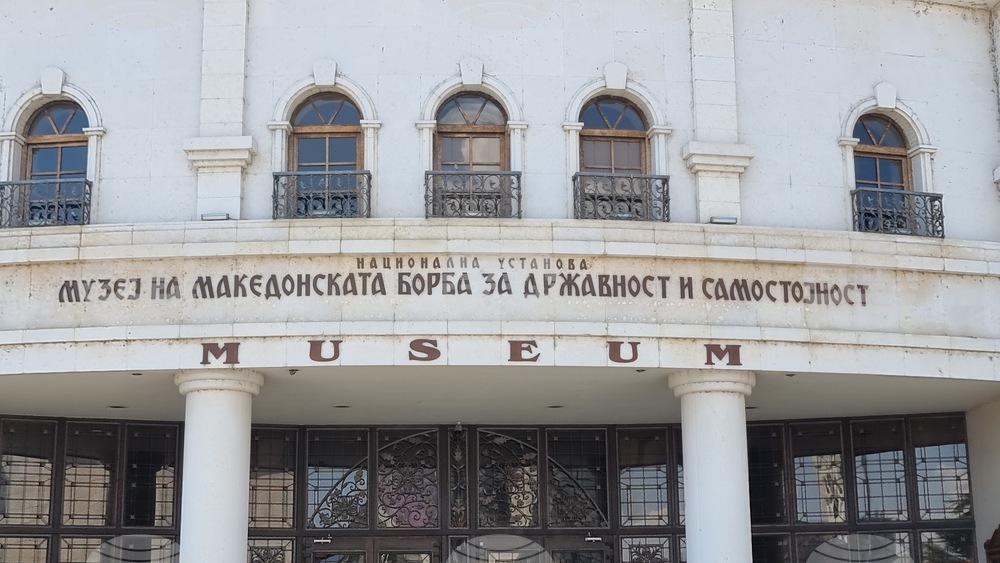 НАЦИОНАЛНА УСТАНОВА
МУЗЕЈ НА МАКЕДОНСКАТА БОРБА ЗА ДРЖАВНОСТ И САМОСТОЈНОСТ
MUSEUM